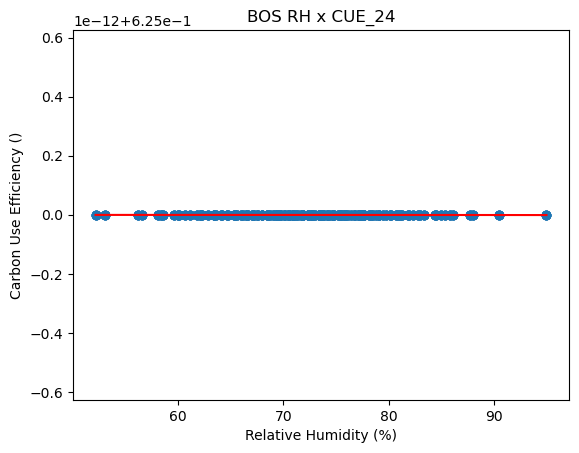 BOS RH x CUE_24
1e−12+6.25e−1
0.6
0.4
0.2
0.0
−0.2
−0.4
−0.6
Carbon Use Efficiency ()
60 70 80 90
Relative Humidity (%)